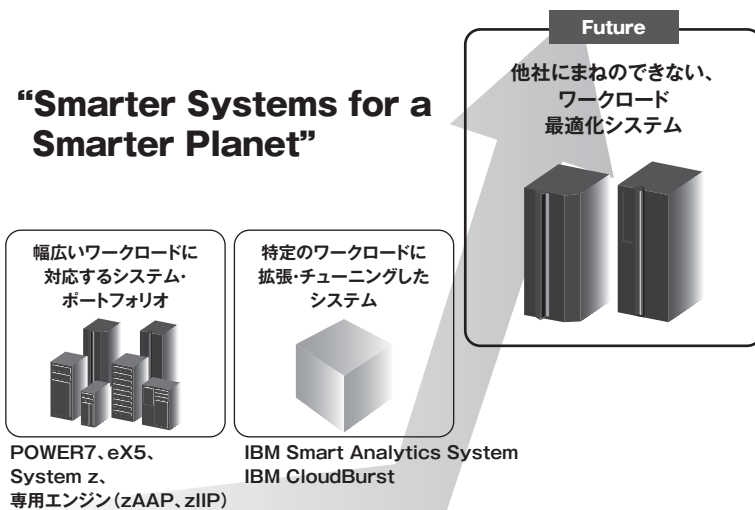 “Smarter Systems for a
Smarter Planet”
Future
他社にまねのできない、
ワークロード
最適化システム
幅広いワークロードに
対応するシステム・
ポートフォリオ
特定のワークロードに
拡張・チューニングした
システム
POWER7、eX5、
System z、
専用エンジン（zAAP、zIIP）
IBM Smart Analytics System
IBM CloudBurst